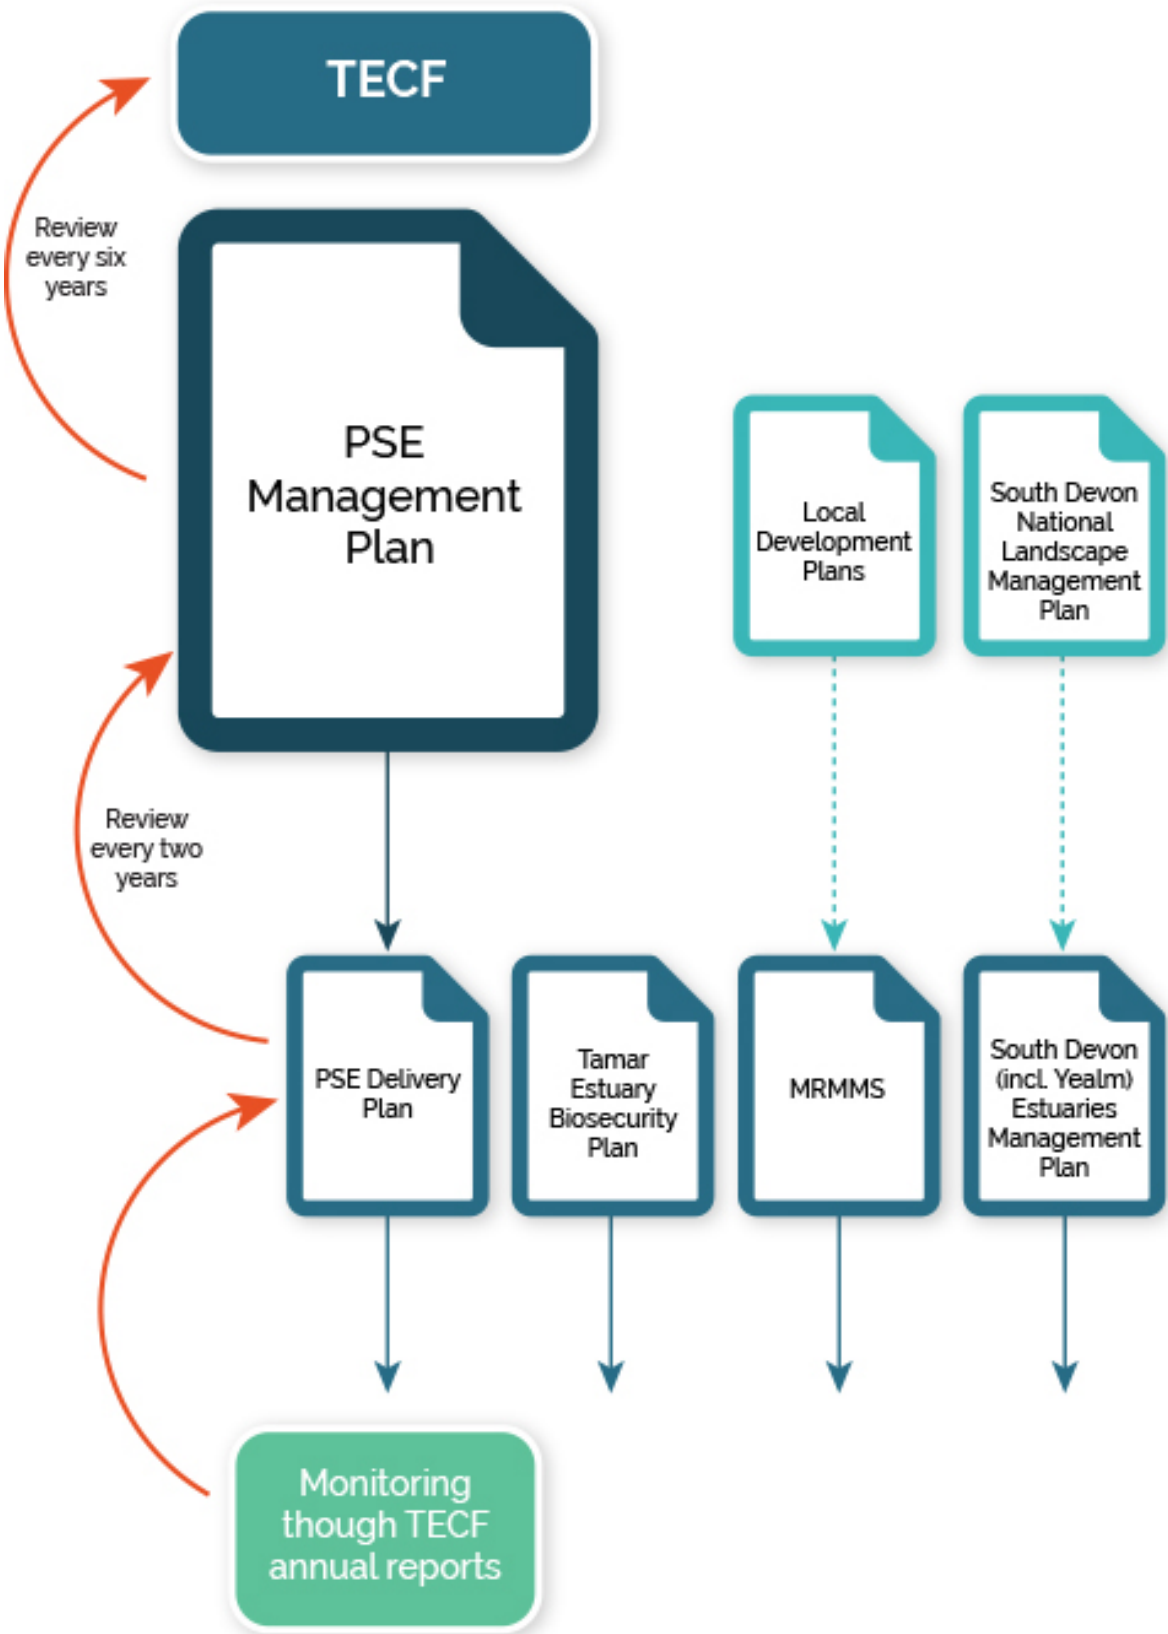 TECF
Review
every six
years
PSE
Management
Plan
Local
Development
Plans
South Devon
National
Landscape
Management
Plan
Review
every two
years
PSE Delivery
Plan
Tamar
Estuary
Biosecurity
Plan
MRMMS
South Devon
(incl. Yealm)
Estuaries
Management
Plan
Monitoring
though TECF
annual reports